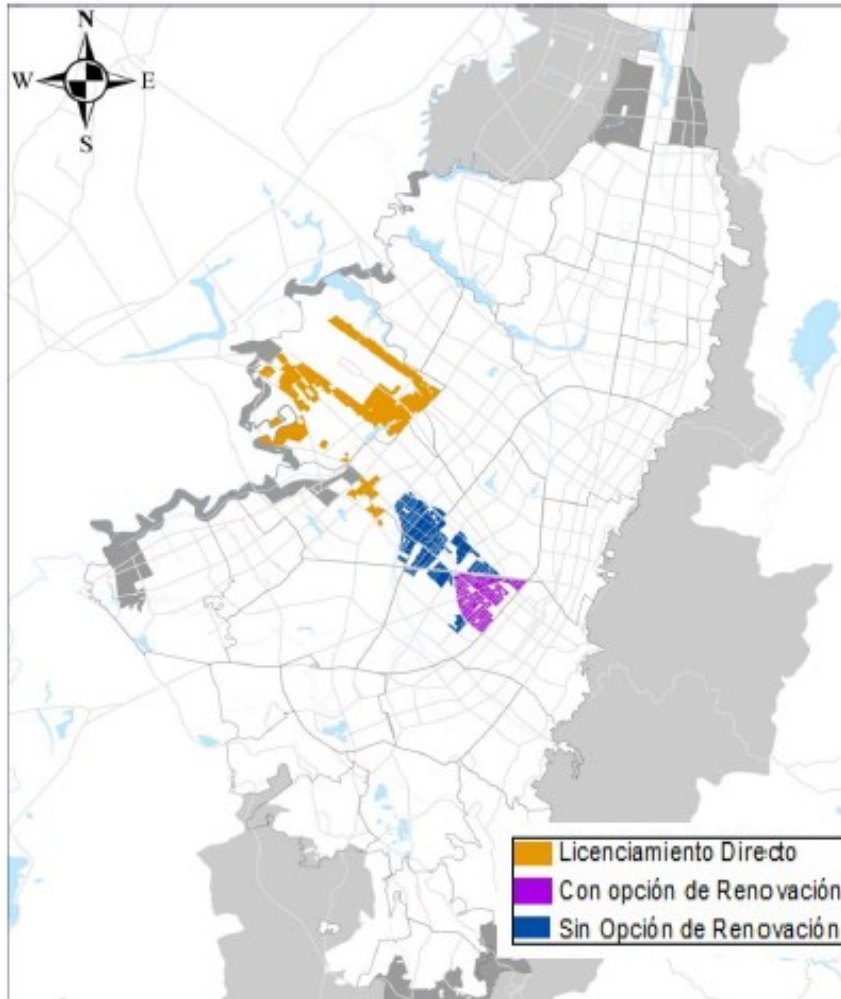 N
W E
S
Licenciamiento Directo
Con opción de Renovación
Sin Opción de Renovación